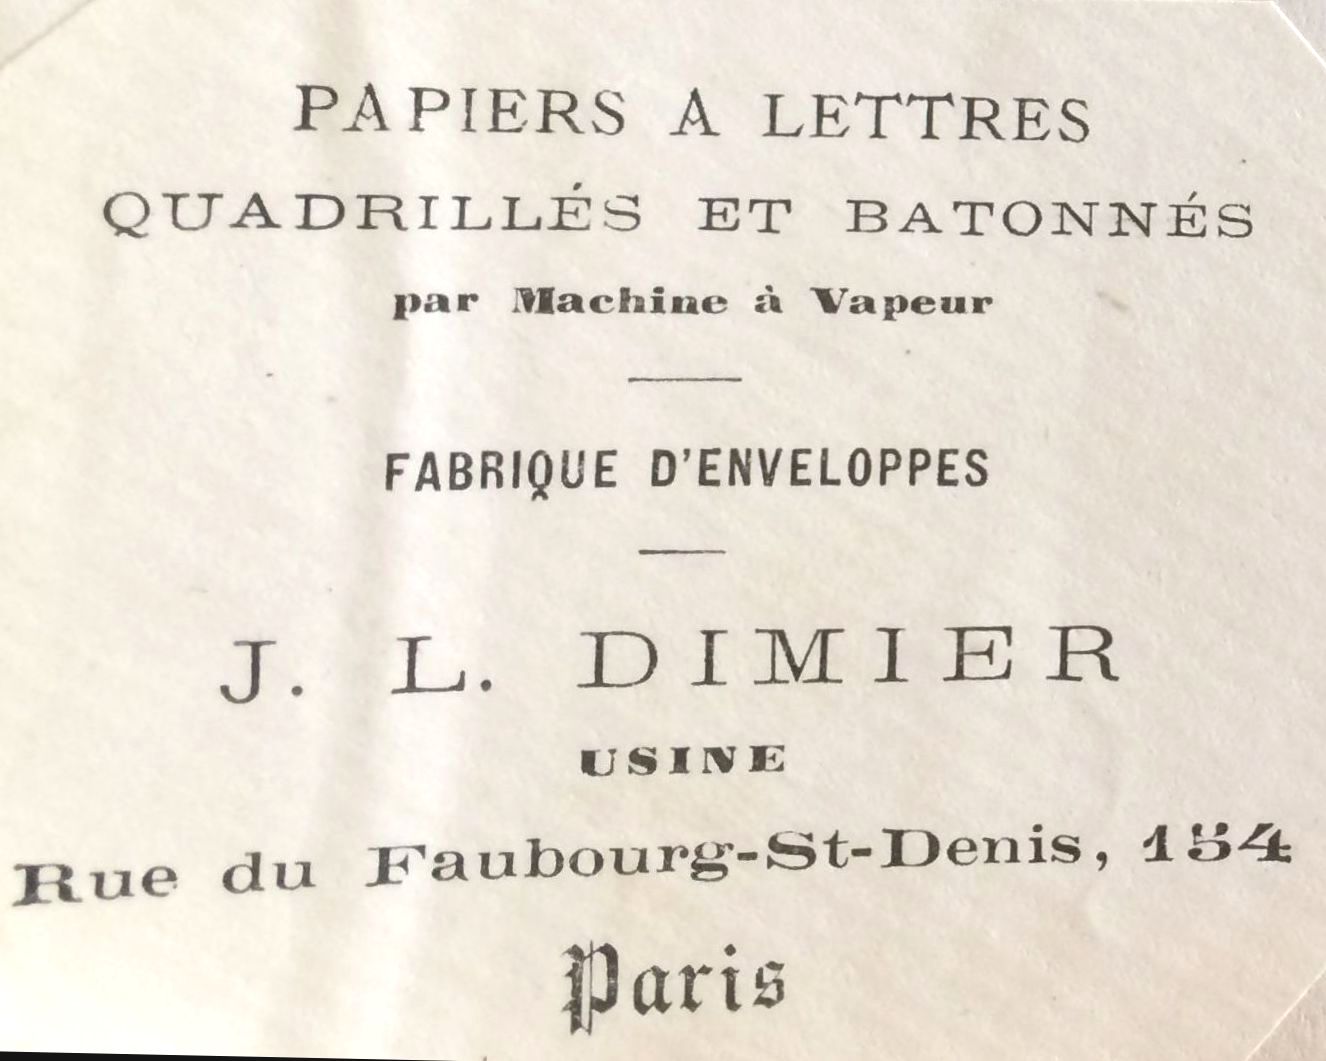 PAPIERS A LETTRES
QUADRILLÉS ET BATONNÉS
par Machine à Vapeur
FABRIQUE D'ENVELOPPES
J. L. DIMIER
USINE
Rue du Faubourg-St-Denis, 154
Paris